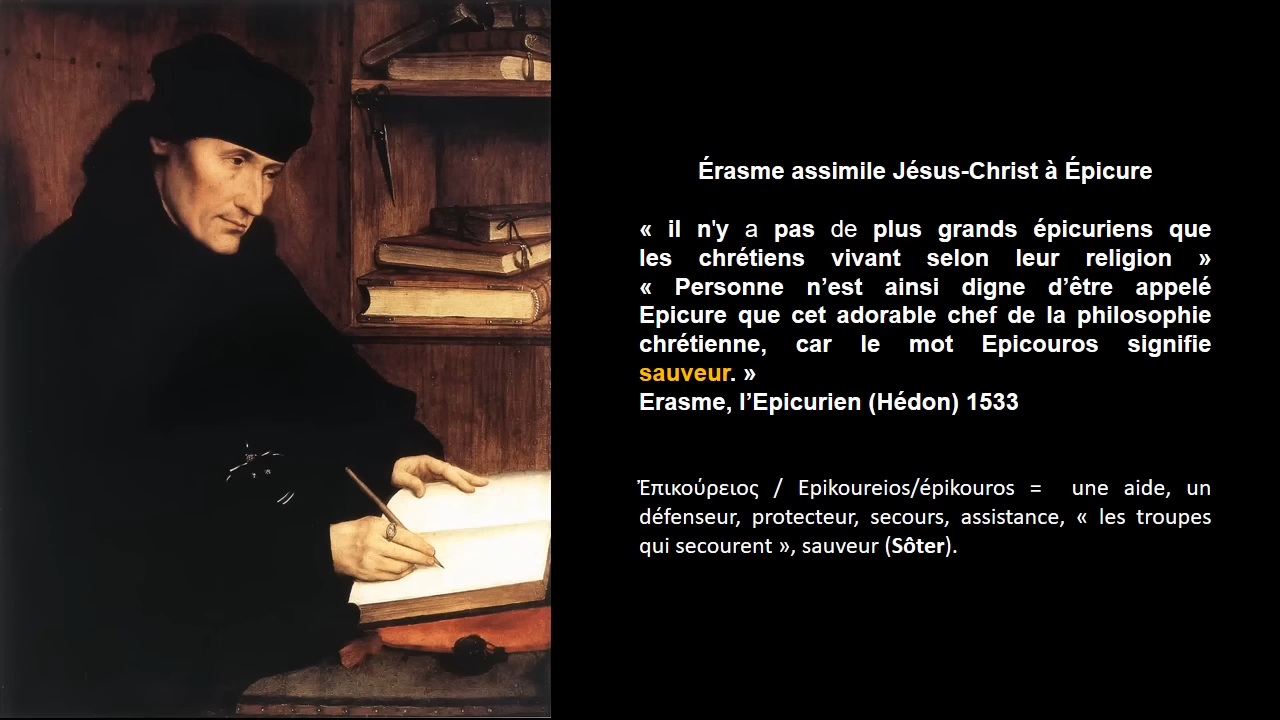 Érasme assimile Jésus-Christ à Épicure
« il n'y a pas de plus grands épicuriens que
les chrétiens vivant selon leur religion »
« Personne n’est ainsi digne d’être appelé
Epicure que cet adorable chef de la philosophie
chrétienne, car le mot Epicouros signifie
sauveur. »
Erasme, l’Epicurien (Hédon) 1533
Ἐπικούρειος / Epikoureios/épikouros = une aide, un
défenseur, protecteur, secours, assistance, « les troupes
qui secourent », sauveur (Sôter).